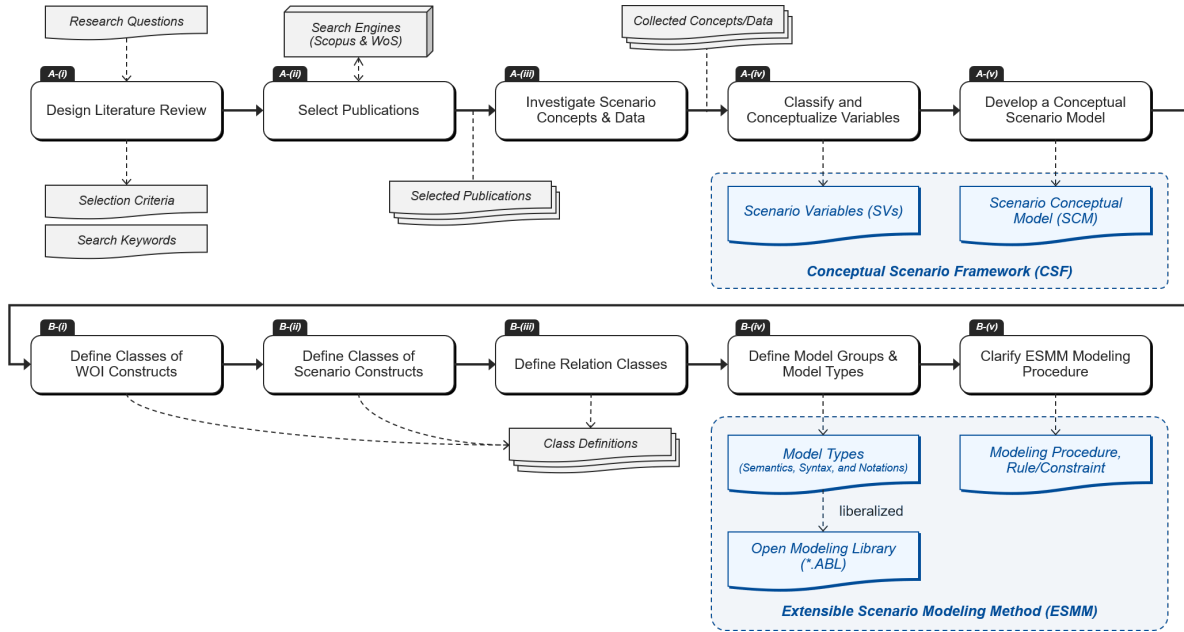 Research Questions
Search Engines
(Scopus & WoS)
Collected Concepts/Data
A-(i)
Design Literature Review
A-(ii)
Select Publications
A-(iii)
Investigate Scenario
Concepts & Data
A-(iv)
Classify and
Conceptualize Variables
A-(v)
Develop a Conceptual
Scenario Model
Selection Criteria
Search Keywords
Selected Publications
Scenario Variables (SVs)
Scenario Conceptual
Model (SCM)
Conceptual Scenario Framework (CSF)
B-(i)
Define Classes of
WOI Constructs
B-(ii)
Define Classes of
Scenario Constructs
B-(iii)
Define Relation Classes
B-(iv)
Define Model Groups &
Model Types
B-(v)
Clarify ESMM Modeling
Procedure
Class Definitions
Model Types
(Semantics, Syntax, and Notations)
Modeling Procedure,
Rule/Constraint
liberalized
Open Modeling Library
(*.ABL)
Extensible Scenario Modeling Method (ESMM)